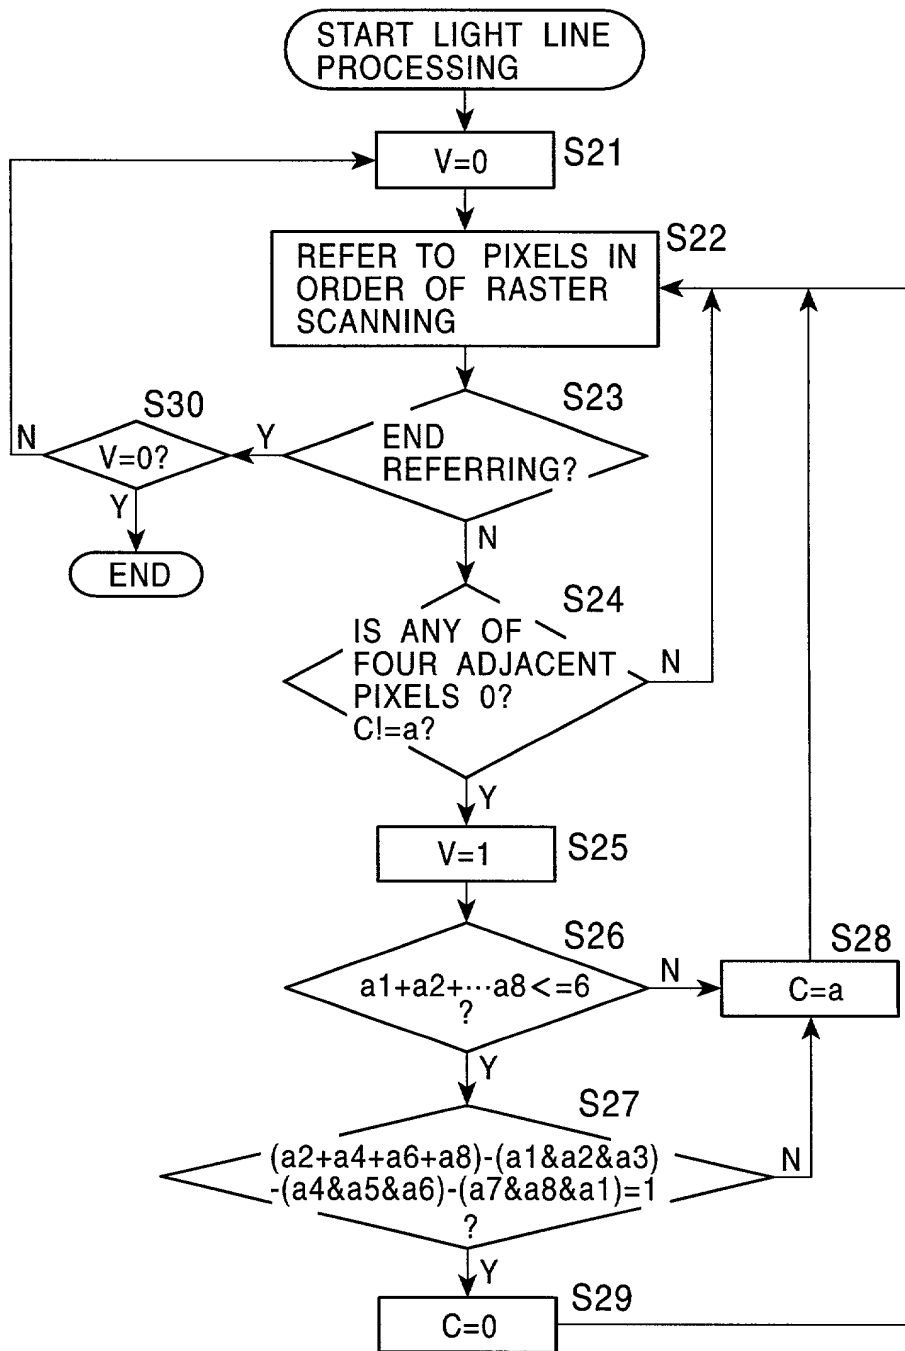 START LIGHT LINE
PROCESSING
V=0
S21
REFER TO PIXELS IN
ORDER OF RASTER
SCANNING
S22
END
REFERRING?
S23
Y
N
S30
V=0?
N
Y
END
IS ANY OF
FOUR ADJACENT
PIXELS 0?
C!=a?
S24
N
Y
V=1
S25
a1+a2+···a8<=6
?
S26
N
Y
S28
C=a
S27
(a2+a4+a6+a8)-(a1&a2&a3)
-(a4&a5&a6)-(a7&a8&a1)=1
?
N
Y
C=0
S29